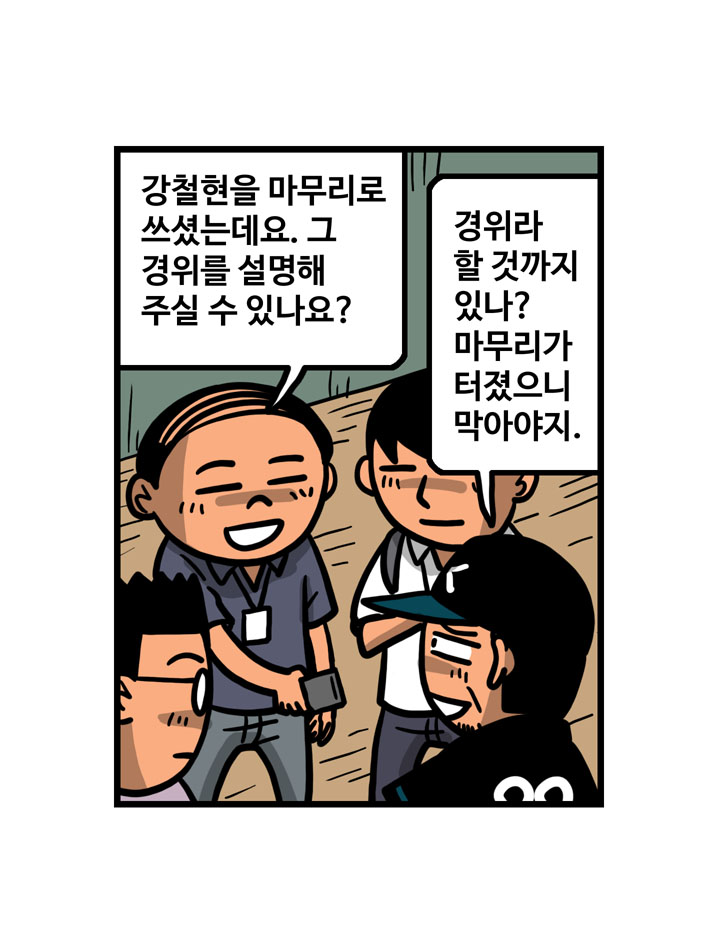 강철현을 마무리로
쓰셨는데요. 그
경위를 설명해
주실 수 있나요?
경위라
할 것까지
있나?
마무리가
터졌으니
막아야지.